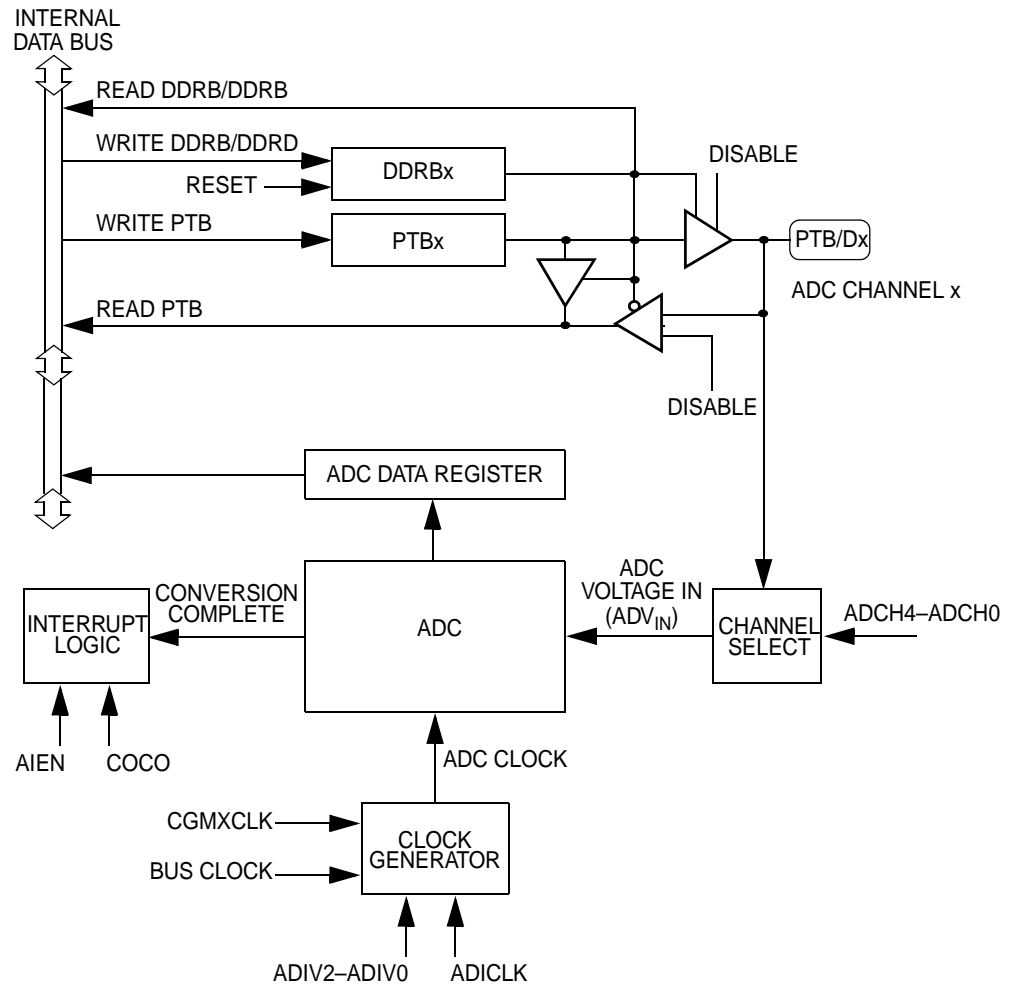 INTERNAL
DATA BUS
READ DDRB/DDRB
WRITE DDRB/DDRD
DISABLE
RESET
DDRBx
WRITE PTB
PTBx
PTB/Dx
ADC CHANNEL x
READ PTB
DISABLE
ADC DATA REGISTER
INTERRUPT
LOGIC
CONVERSION
COMPLETE
ADC
ADC
VOLTAGE IN
(ADVIN)
CHANNEL
SELECT
ADCH4–ADCH0
AIEN
COCO
ADC CLOCK
CGMXCLK
BUS CLOCK
CLOCK
GENERATOR
ADIV2–ADIV0
ADICLK